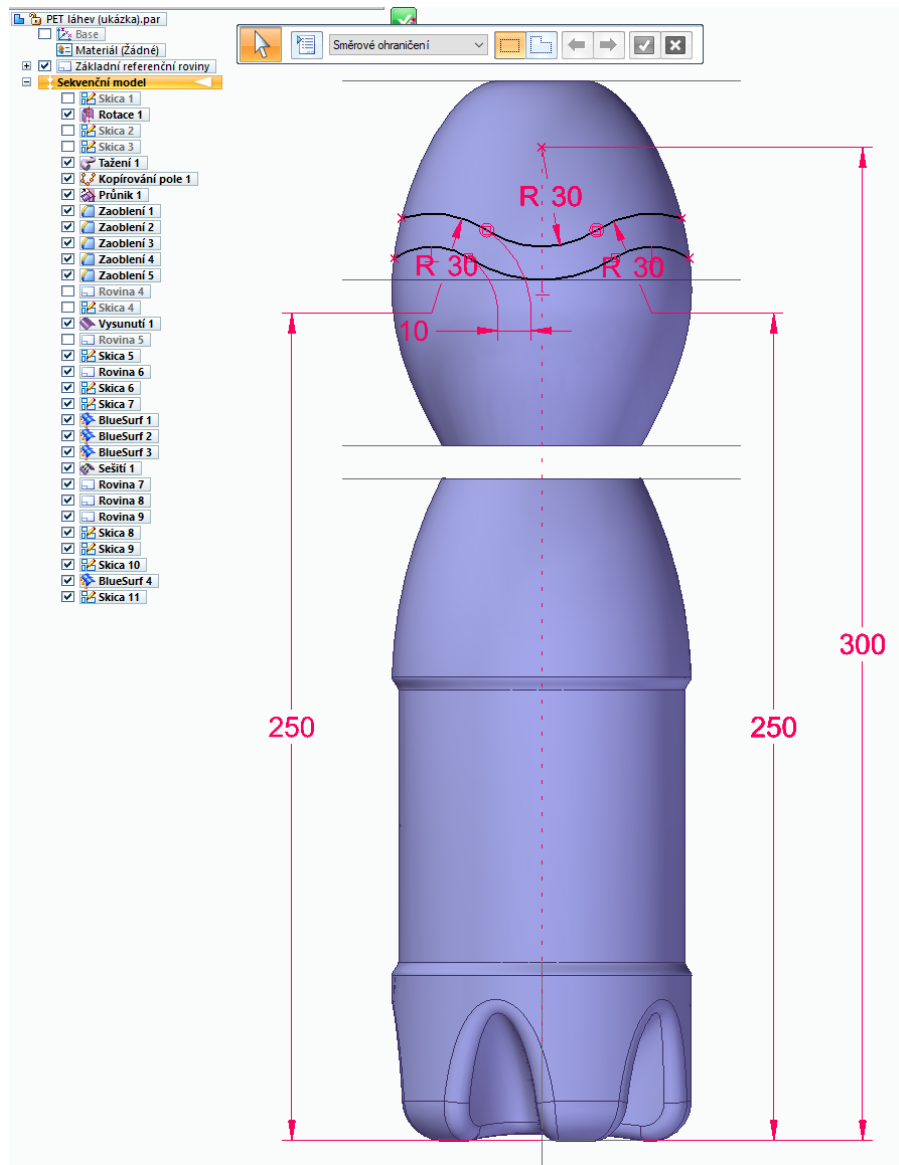 PET láhev (ukázka).par
Base
Materiál (Žádné)
Základní referenční roviny
Sekvenční model
Skica 1
Rotace 1
Skica 2
Skica 3
Tažení 1
Kopírování pole 1
Průnik 1
Zaoblení 1
Zaoblení 2
Zaoblení 3
Zaoblení 4
Zaoblení 5
Rovina 4
Skica 4
Vysunutí 1
Rovina 5
Skica 5
Rovina 6
Skica 6
Skica 7
BlueSurf 1
BlueSurf 2
BlueSurf 3
Sešití 1
Rovina 7
Rovina 8
Rovina 9
Skica 8
Skica 9
Skica 10
BlueSurf 4
Skica 11
Směrové ohraničení
R 30
R 30
R 30
10
300
250
250